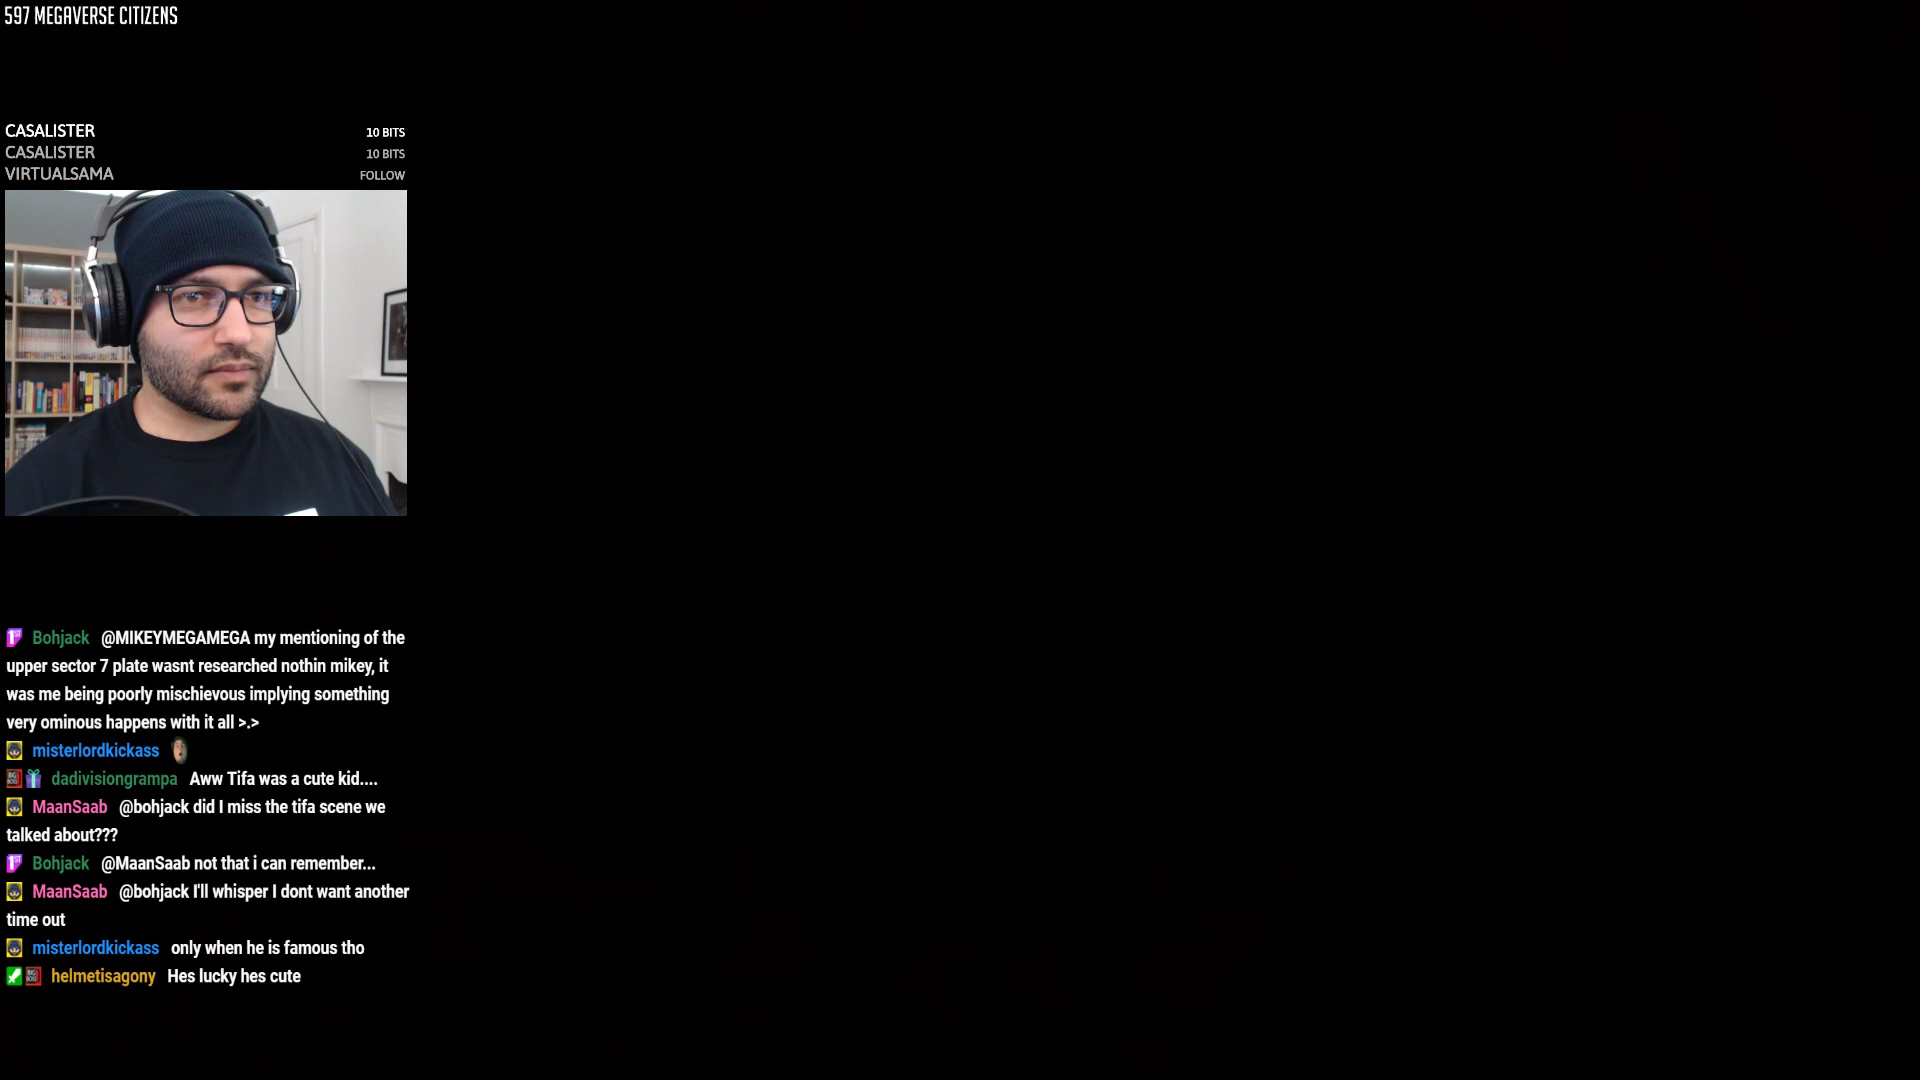 597 MEGAVERSE CITIZENS
CASALISTER 10 BITS
CASALISTER 10 BITS
VIRTUALSAMA FOLLOW
Bohjack @MIKEYMEGAMEGA my mentioning of the
upper sector 7 plate wasnt researched nothin mikey, it
was me being poorly mischievous implying something
very ominous happens with it all >.>
misterlordkickass
dadivisiongrampa Aww Tifa was a cute kid....
MaanSaab @bohjack did I miss the tifa scene we
talked about???
Bohjack @MaanSaab not that i can remember...
MaanSaab @bohjack I'll whisper I dont want another
time out
misterlordkickass only when he is famous tho
helmetisagony Hes lucky hes cute